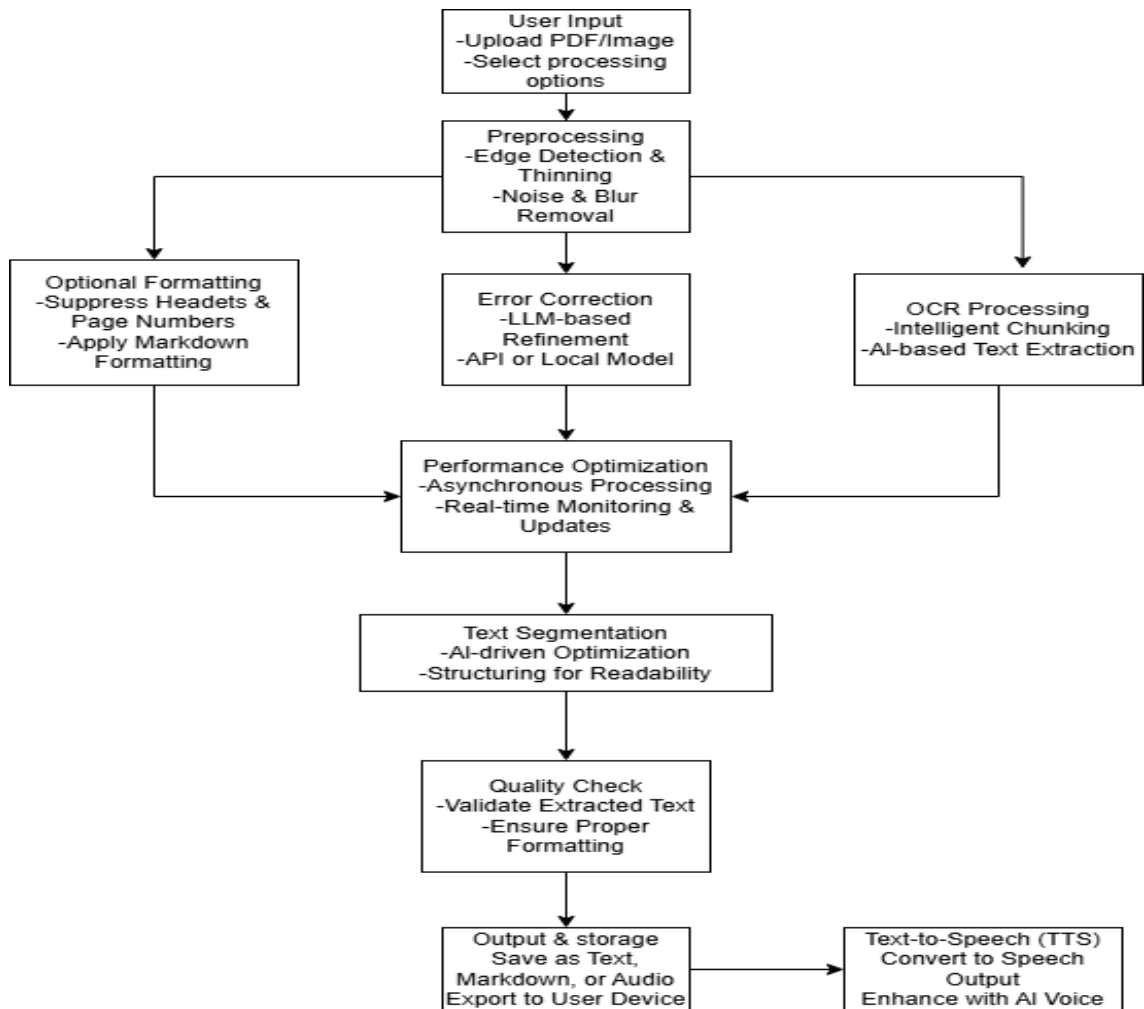 User Input
-Upload PDF/Image
-Select processing
options
Preprocessing
-Edge Detection &
Thinning
-Noise & Blur
Removal
Optional Formatting
-Suppress Headets &
Page Numbers
-Apply Markdown
Formatting
Error Correction
-LLM-based
Refinement
-API or Local Model
OCR Processing
-Intelligent Chunking
-AI-based Text Extraction
Performance Optimization
-Asynchronous Processing
-Real-time Monitoring &
Updates
Text Segmentation
-AI-driven Optimization
-Structuring for Readability
Quality Check
-Validate Extracted Text
-Ensure Proper
Formatting
Output & storage
Save as Text,
Markdown, or Audio
Export to User Device
Text-to-Speech (TTS)
Convert to Speech
Output
Enhance with AI Voice